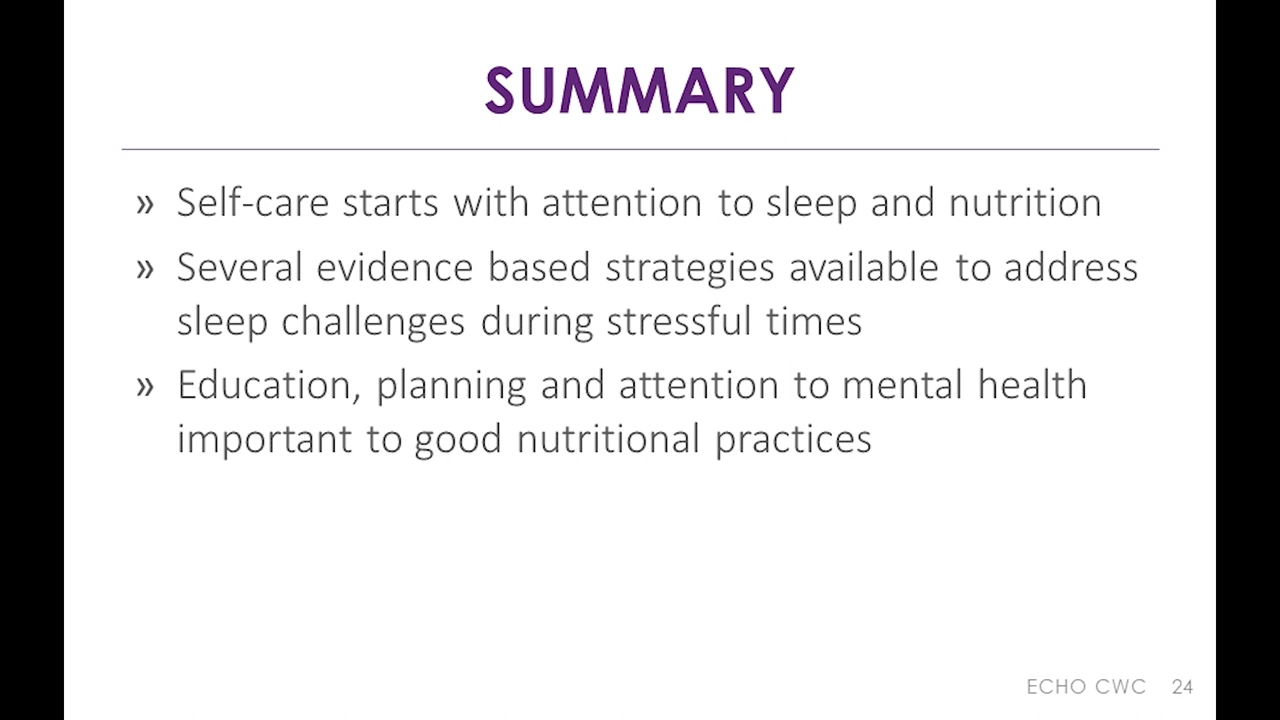 SUMMARY
» Self-care starts with attention to sleep and nutrition
» Several evidence based strategies available to address
sleep challenges during stressful times
» Education, planning and attention to mental health
important to good nutritional practices
ECHO CWC 24